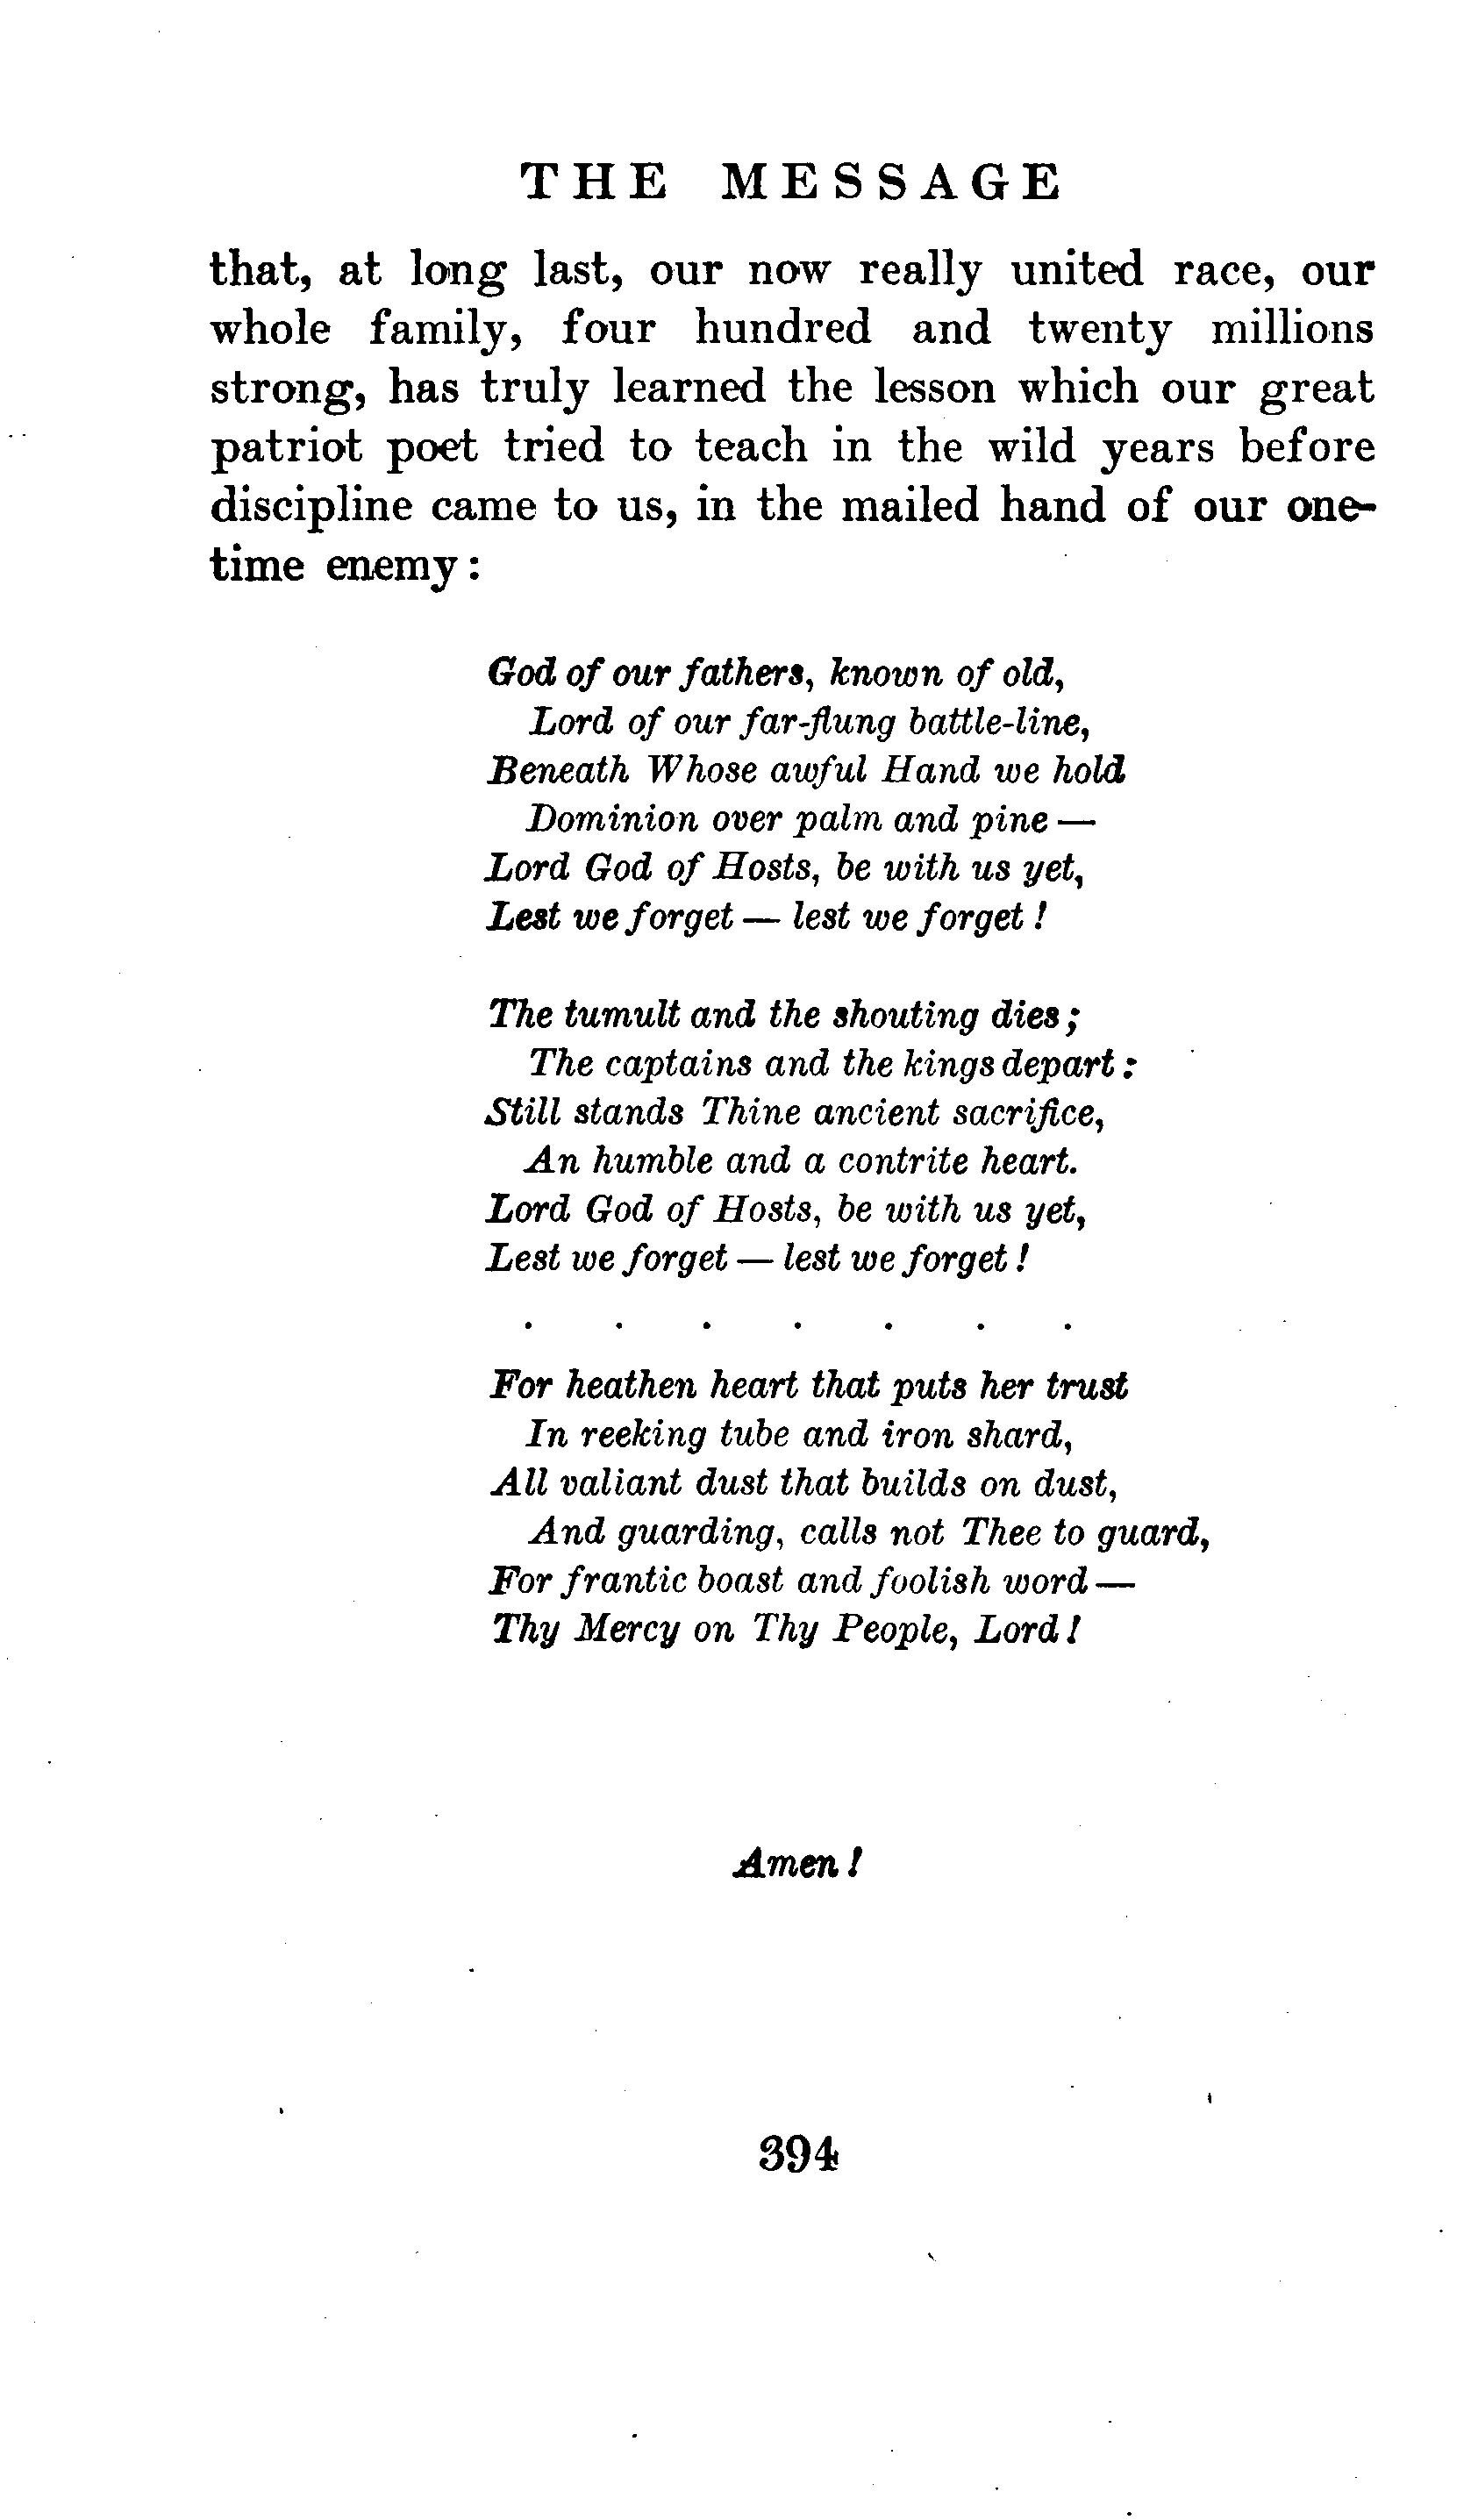 THE MESSAGE
that, at long last, our now really united race, our
whole family, four hundred and twenty millions
strong, has truly learned the lesson which our great
patriot poet tried to teach in the wild years before
discipline came to us, in the mailed hand of our one-
time enemy:
God of our fathers, known of old,
Lord of our far-flung battle-line,
Beneath Whose awful Hand we hold
Dominion over palm and pine —
Lord God of Hosts, be with us yet,
Lest we forget — lest we forget!
The tumult and the shouting dies;
The captains and the kings depart:
Still stands Thine ancient sacrifice,
An humble and a contrite heart.
Lord God of Hosts, be with us yet,
Lest we forget — lest we forget!
. . . . . . .
For heathen heart that puts her trust
In reeking tube and iron shard,
All valiant dust that builds on dust,
And guarding, calls not Thee to guard,
For frantic boast and foolish word —
Thy Mercy on Thy People, Lord!
Amen!
394